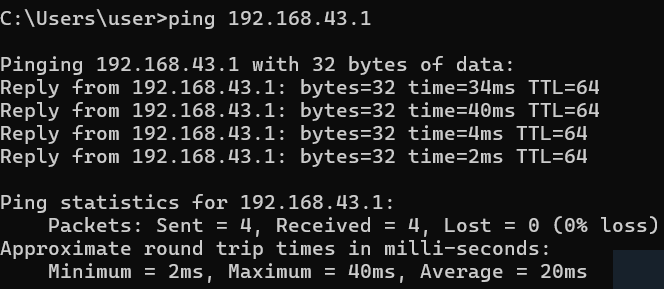 C:\Users\user>ping 192.168.43.1
Pinging 192.168.43.1 with 32 bytes of data:
Reply from 192.168.43.1: bytes=32 time=34ms TTL=64
Reply from 192.168.43.1: bytes=32 time=40ms TTL=64
Reply from 192.168.43.1: bytes=32 time=4ms TTL=64
Reply from 192.168.43.1: bytes=32 time=2ms TTL=64
Ping statistics for 192.168.43.1:
    Packets: Sent = 4, Received = 4, Lost = 0 (0% loss)
Approximate round trip times in milli-seconds:
    Minimum = 2ms, Maximum = 40ms, Average = 20ms